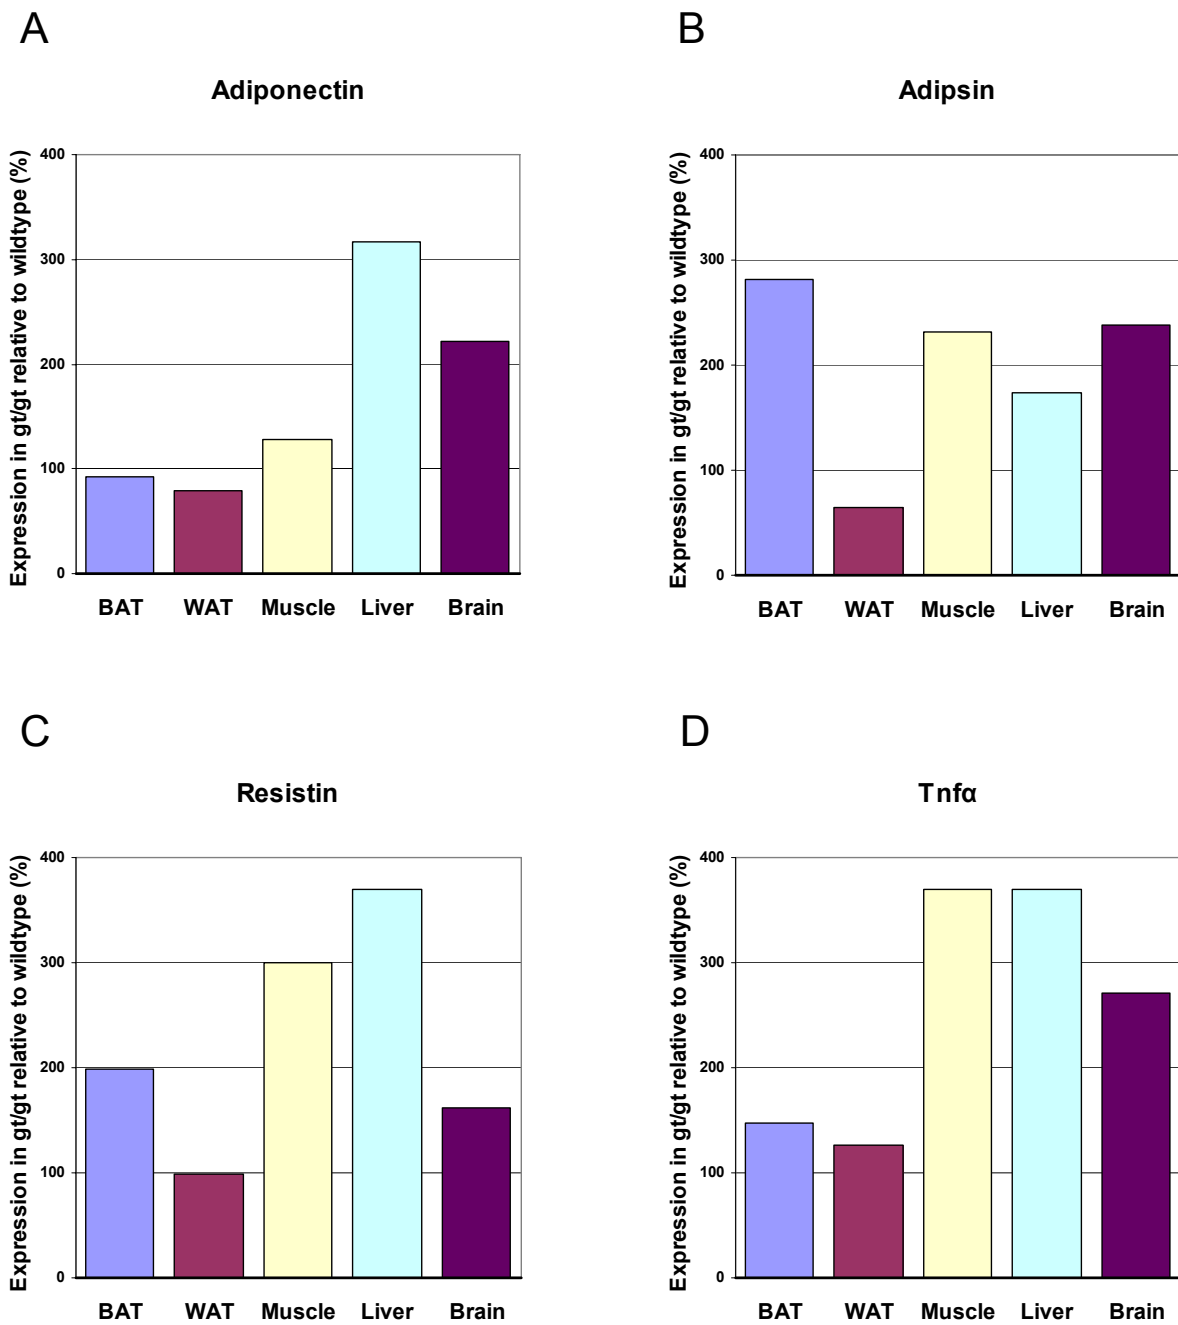 A
Adiponectin
Expression in gt/gt relative to wildtype (%)
400
300
200
100
0
BAT WAT Muscle Liver Brain
B
Adipsin
Expression in gt/gt relative to wildtype (%)
400
300
200
100
0
BAT WAT Muscle Liver Brain
C
Resistin
Expression in gt/gt relative to wildtype (%)
400
300
200
100
0
BAT WAT Muscle Liver Brain
D
Tnfα
Expression in gt/gt relative to wildtype (%)
400
300
200
100
0
BAT WAT Muscle Liver Brain